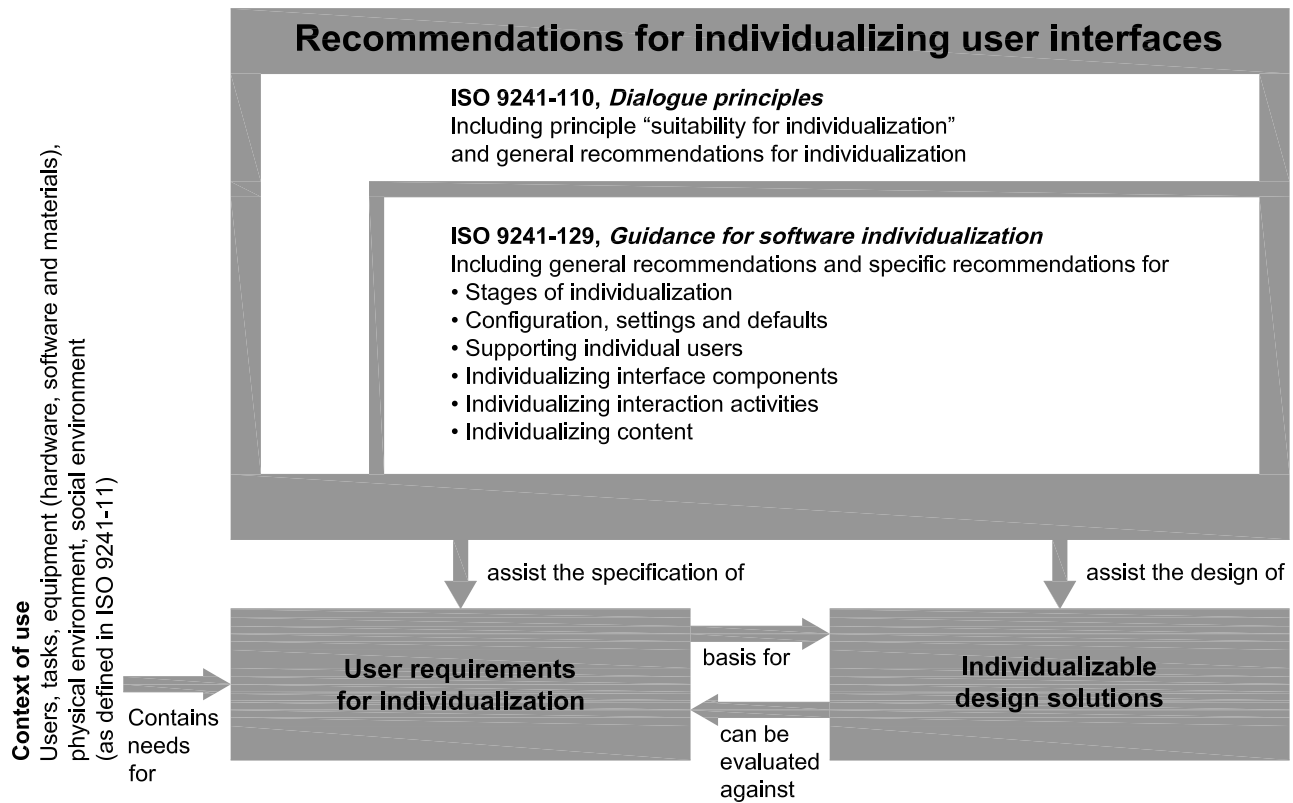 Recommendations for individualizing user interfaces
ISO 9241-110, Dialogue principles
Including principle “suitability for individualization”
and general recommendations for individualization
ISO 9241-129, Guidance for software individualization
Including general recommendations and specific recommendations for
• Stages of individualization
• Configuration, settings and defaults
• Supporting individual users
• Individualizing interface components
• Individualizing interaction activities
• Individualizing content
Context of use
Users, tasks, equipment (hardware, software and materials),
physical environment, social environment
(as defined in ISO 9241-11)
assist the specification of
assist the design of
Contains
needs
for
User requirements
for individualization
basis for
can be
evaluated
against
Individualizable
design solutions